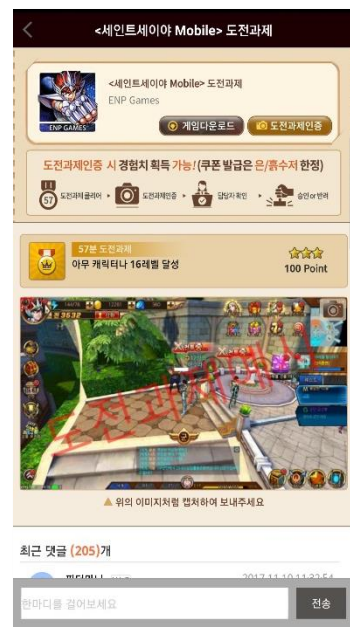 <세인트세이야 Mobile> 도전과제
<세인트세이야 Mobile> 도전과제
ENP Games
ENP GAMES
게임다운로드
도전과제인증
도전과제인증 시 경험치 획득 가능! (쿠폰 발급은 은/흙수저 한정)
57
도전과제클리어
도전과제인증
담당자 확인
승인or반려
57분 도전과제
아무 캐릭터나 16레벨 달성
100 Point
도전과제예시
위의 이미지처럼 캡처하여 보내주세요
최근 댓글 (205)개
2017-11-10 11:32:54
한마디를 걸어보세요
전송